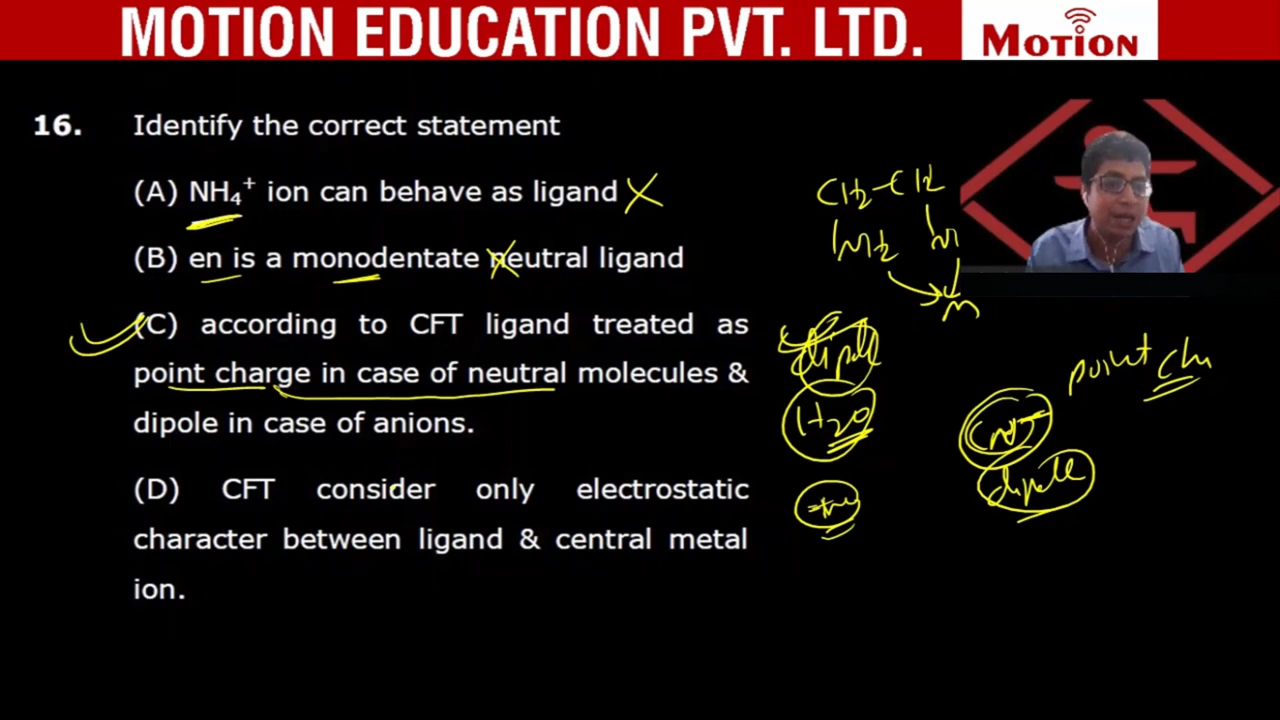 MOTION EDUCATION PVT. LTD.
MOTION
16. Identify the correct statement
(A) NH₄⁺ ion can behave as ligand
(B) en is a monodentate neutral ligand
(C) according to CFT ligand treated as
point charge in case of neutral molecules &
dipole in case of anions.
(D) CFT consider only electrostatic
character between ligand & central metal
ion.
CH2-CH2
NH2
M
dipole
H2O
point
dipole